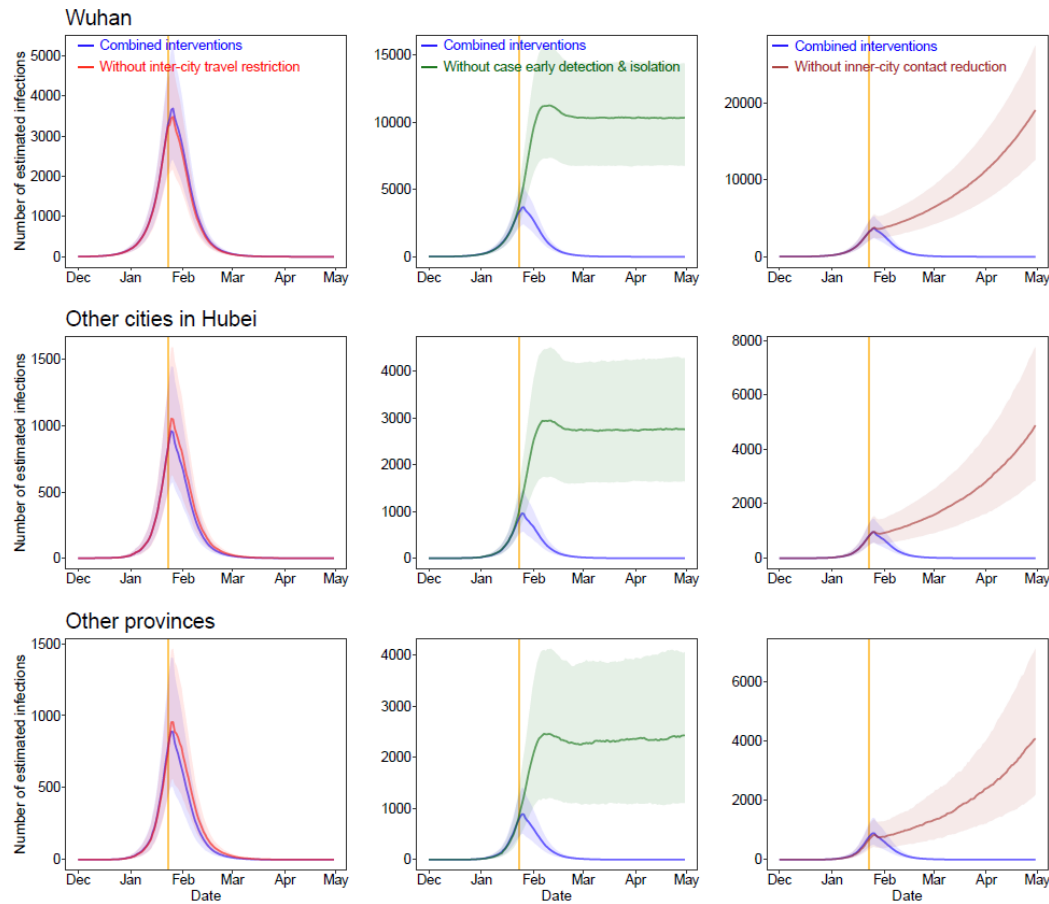 Wuhan
Number of estimated infections
5000
4000
3000
2000
1000
0
Combined interventions
Without inter-city travel restriction
Dec Jan Feb Mar Apr May
15000
10000
5000
0
Combined interventions
Without case early detection & isolation
Dec Jan Feb Mar Apr May
20000
10000
0
Combined interventions
Without inner-city contact reduction
Dec Jan Feb Mar Apr May
Other cities in Hubei
Number of estimated infections
1500
1000
500
0
Dec Jan Feb Mar Apr May
4000
3000
2000
1000
0
Dec Jan Feb Mar Apr May
8000
6000
4000
2000
0
Dec Jan Feb Mar Apr May
Other provinces
Number of estimated infections
1500
1000
500
0
Dec Jan Feb Mar Apr May
Date
4000
3000
2000
1000
0
Dec Jan Feb Mar Apr May
Date
6000
4000
2000
0
Dec Jan Feb Mar Apr May
Date